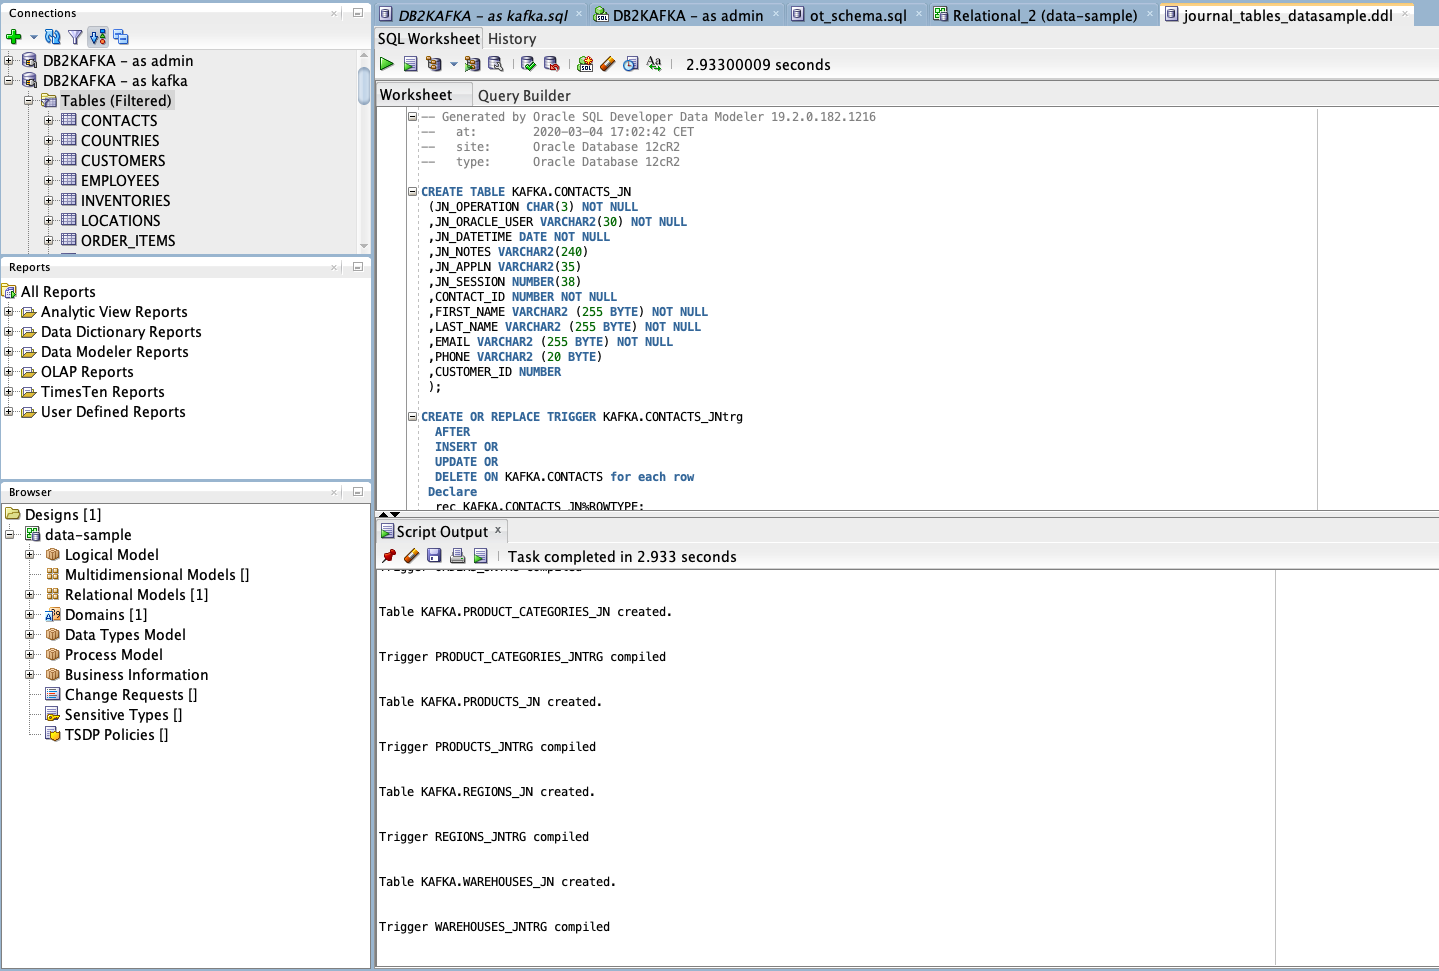 Connections
DB2KAFKA – as admin
DB2KAFKA – as kafka
Tables (Filtered)
CONTACTS
COUNTRIES
CUSTOMERS
EMPLOYEES
INVENTORIES
LOCATIONS
ORDER_ITEMS
Reports
All Reports
Analytic View Reports
Data Dictionary Reports
Data Modeler Reports
OLAP Reports
TimesTen Reports
User Defined Reports
Browser
Designs [1]
data-sample
Logical Model
Multidimensional Models []
Relational Models [1]
Domains [1]
Data Types Model
Process Model
Business Information
Change Requests []
Sensitive Types []
TSDP Policies []
DB2KAFKA – as kafka.sql DB2KAFKA – as admin ot_schema.sql Relational_2 (data-sample) journal_tables_datasample.ddl
SQL Worksheet History
2.93300009 seconds
Worksheet Query Builder
-- Generated by Oracle SQL Developer Data Modeler 19.2.0.182.1216
--   at:        2020-03-04 17:02:42 CET
--   site:      Oracle Database 12cR2
--   type:      Oracle Database 12cR2
CREATE TABLE KAFKA.CONTACTS_JN
(JN_OPERATION CHAR(3) NOT NULL
,JN_ORACLE_USER VARCHAR2(30) NOT NULL
,JN_DATETIME DATE NOT NULL
,JN_NOTES VARCHAR2(240)
,JN_APPLN VARCHAR2(35)
,JN_SESSION NUMBER(38)
,CONTACT_ID NUMBER NOT NULL
,FIRST_NAME VARCHAR2 (255 BYTE) NOT NULL
,LAST_NAME VARCHAR2 (255 BYTE) NOT NULL
,EMAIL VARCHAR2 (255 BYTE) NOT NULL
,PHONE VARCHAR2 (20 BYTE)
,CUSTOMER_ID NUMBER
);
CREATE OR REPLACE TRIGGER KAFKA.CONTACTS_JNtrg
AFTER
INSERT OR
UPDATE OR
DELETE ON KAFKA.CONTACTS for each row
Declare
rec KAFKA.CONTACTS_JN%ROWTYPE;
Script Output
Task completed in 2.933 seconds
Table KAFKA.PRODUCT_CATEGORIES_JN created.
Trigger PRODUCT_CATEGORIES_JNTRG compiled
Table KAFKA.PRODUCTS_JN created.
Trigger PRODUCTS_JNTRG compiled
Table KAFKA.REGIONS_JN created.
Trigger REGIONS_JNTRG compiled
Table KAFKA.WAREHOUSES_JN created.
Trigger WAREHOUSES_JNTRG compiled